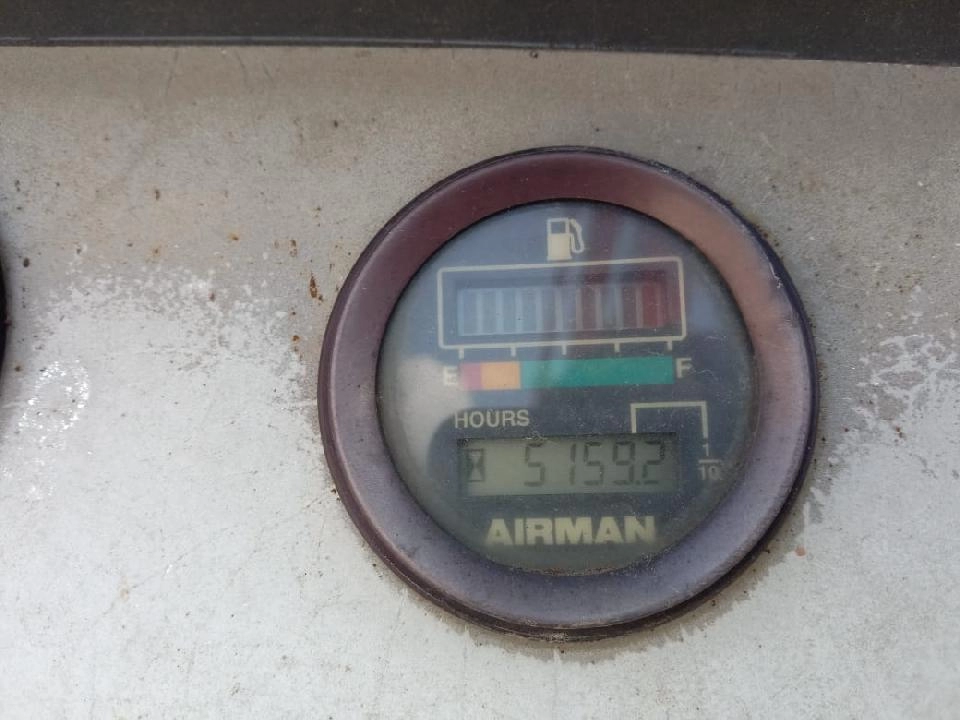 E F
HOURS
5159.2 1/10
AIRMAN